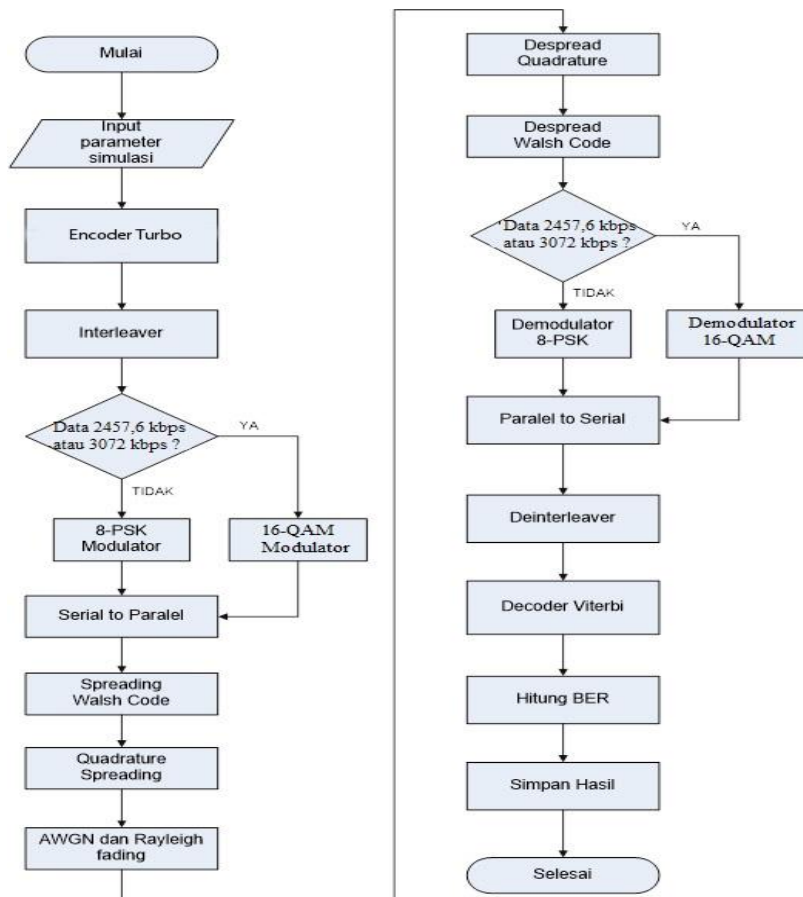 Mulai
Input
parameter
simulasi
Encoder Turbo
Interleaver
Data 2457,6 kbps
atau 3072 kbps ?
YA
TIDAK
8-PSK
Modulator
16-QAM
Modulator
Serial to Paralel
Spreading
Walsh Code
Quadrature
Spreading
AWGN dan Rayleigh
fading
Despread
Quadrature
Despread
Walsh Code
'Data 2457,6 kbps
atau 3072 kbps ?
YA
TIDAK
Demodulator
8-PSK
Demodulator
16-QAM
Paralel to Serial
Deinterleaver
Decoder Viterbi
Hitung BER
Simpan Hasil
Selesai